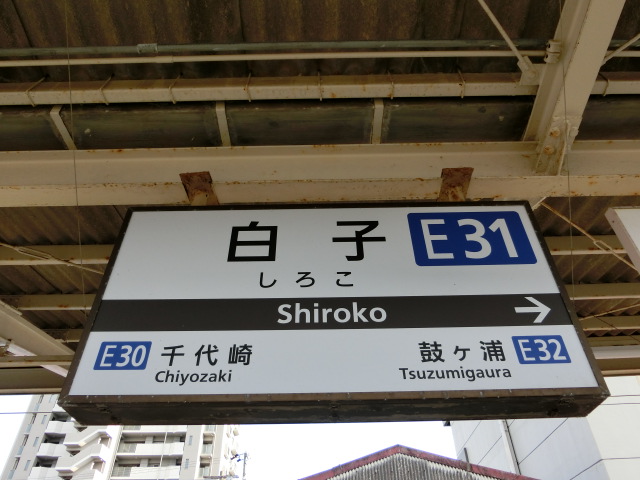 白子 E31
しろこ
Shiroko →
E30 千代崎 鼓ヶ浦 E32
Chiyozaki Tsuzumigaura